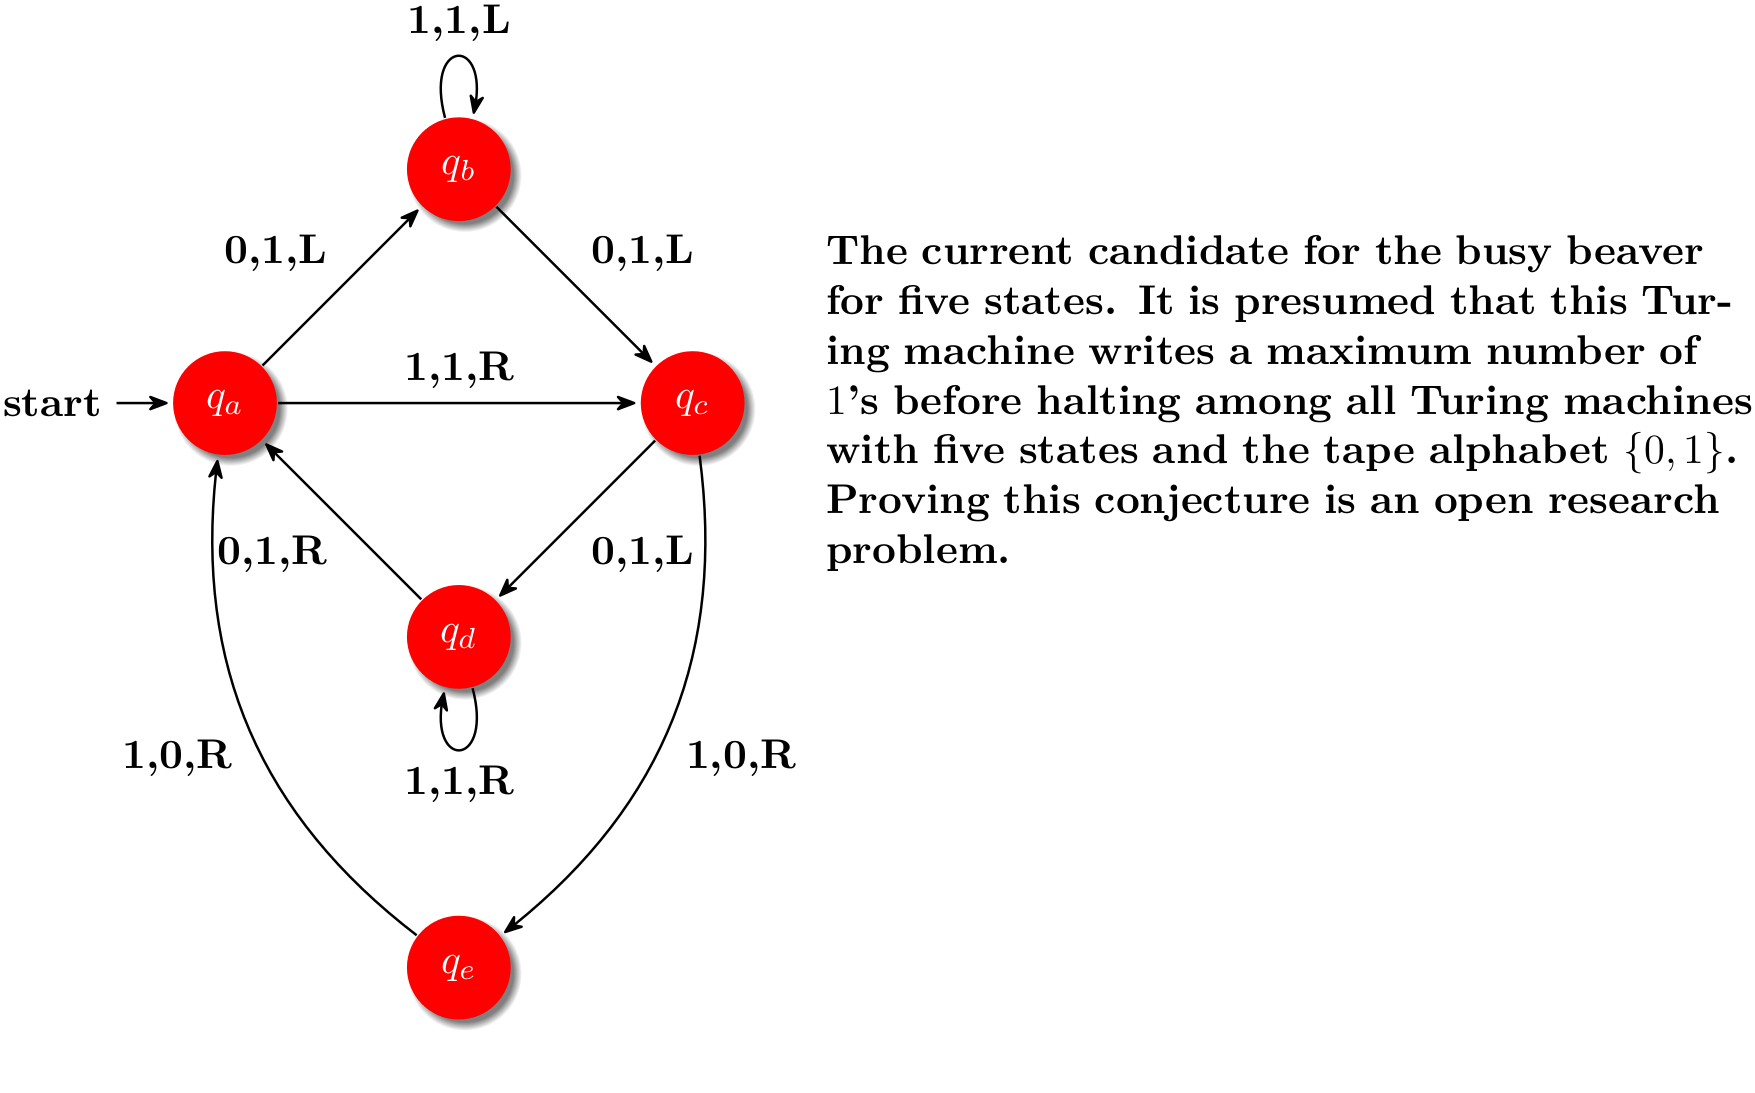 1,1,L
q_b
0,1,L
0,1,L
The current candidate for the busy beaver
for five states. It is presumed that this Tur-
ing machine writes a maximum number of
1's before halting among all Turing machines
with five states and the tape alphabet {0, 1}.
Proving this conjecture is an open research
problem.
1,1,R
start
q_a
q_c
0,1,R
0,1,L
q_d
1,0,R
1,0,R
1,1,R
q_e